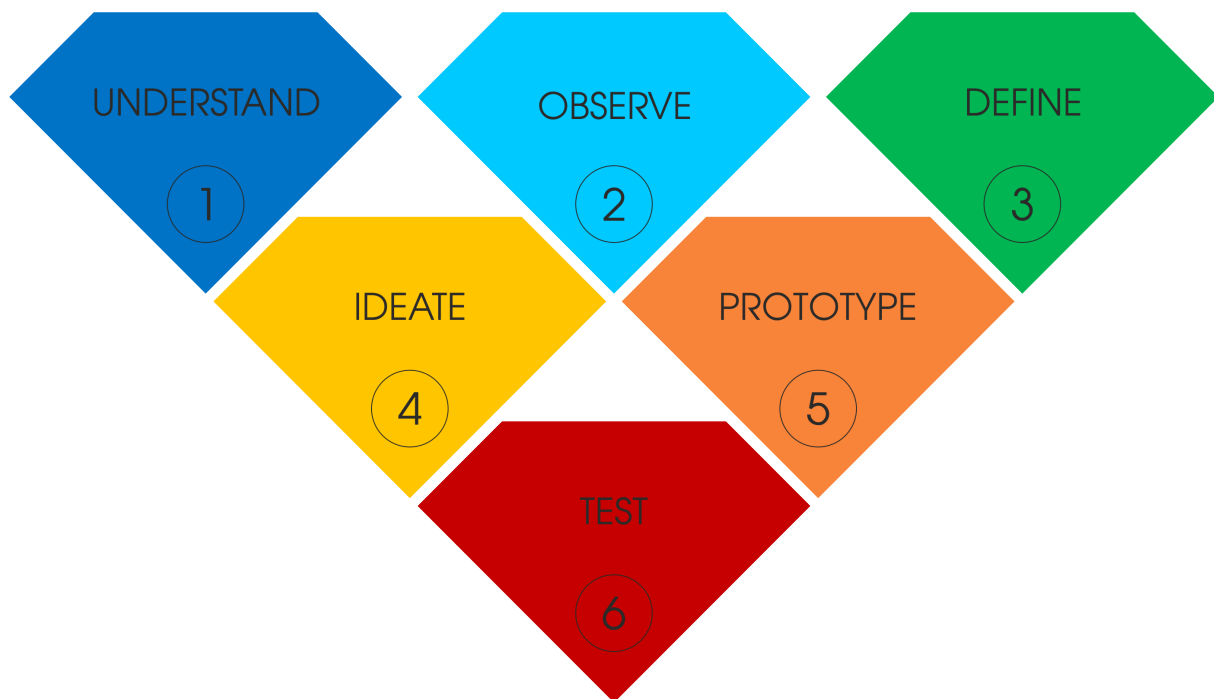 UNDERSTAND
1
OBSERVE
2
DEFINE
3
IDEATE
4
PROTOTYPE
5
TEST
6